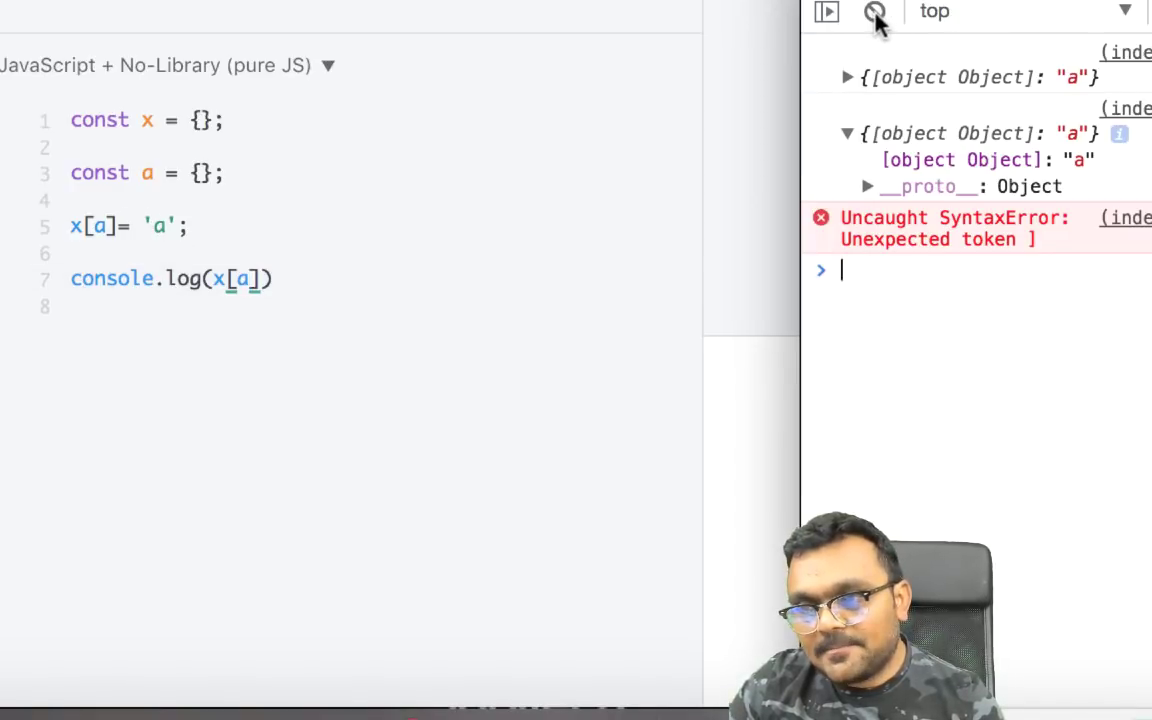 JavaScript + No-Library (pure JS) ▼
1 const x = {};
2
3 const a = {};
4
5 x[a]= 'a';
6
7 console.log(x[a])
8
top ▼
(inde
▶ {[object Object]: "a"}
(inde
▼ {[object Object]: "a"} i
[object Object]: "a"
▶ __proto__: Object
Uncaught SyntaxError: (inde
Unexpected token ]
>